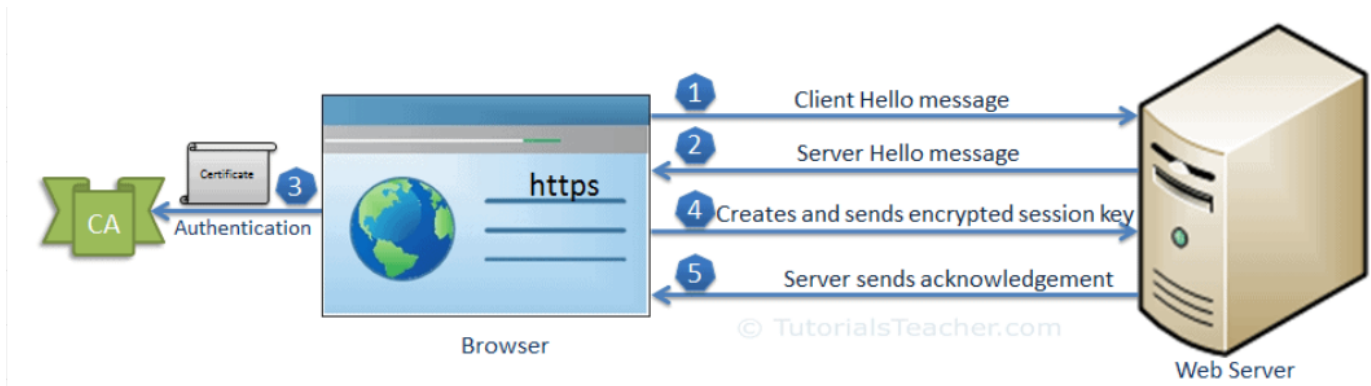 1
Client Hello message
2
Server Hello message
Certificate
3
https
CA
Authentication
4
Creates and sends encrypted session key
5
Server sends acknowledgement
© TutorialsTeacher.com
Browser
Web Server